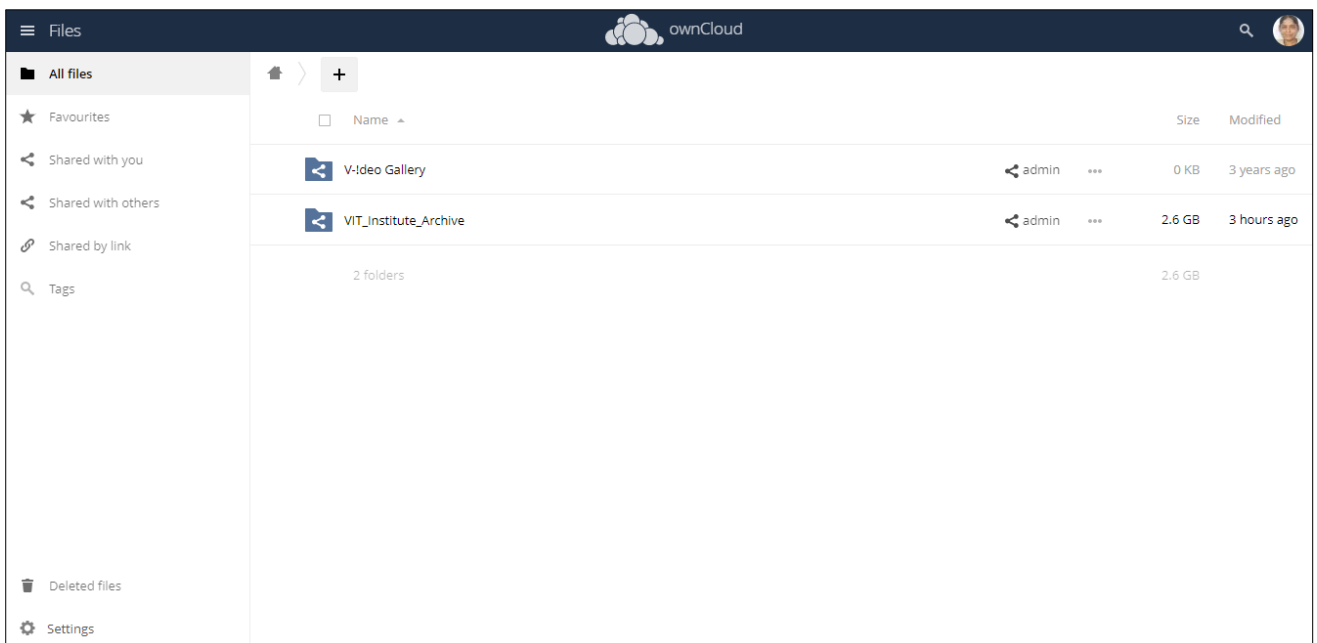 Files
ownCloud
All files
Favourites
Shared with you
Shared with others
Shared by link
Tags
Deleted files
Settings
+
Name Size Modified
V-!deo Gallery admin 0 KB 3 years ago
VIT_Institute_Archive admin 2.6 GB 3 hours ago
2 folders 2.6 GB